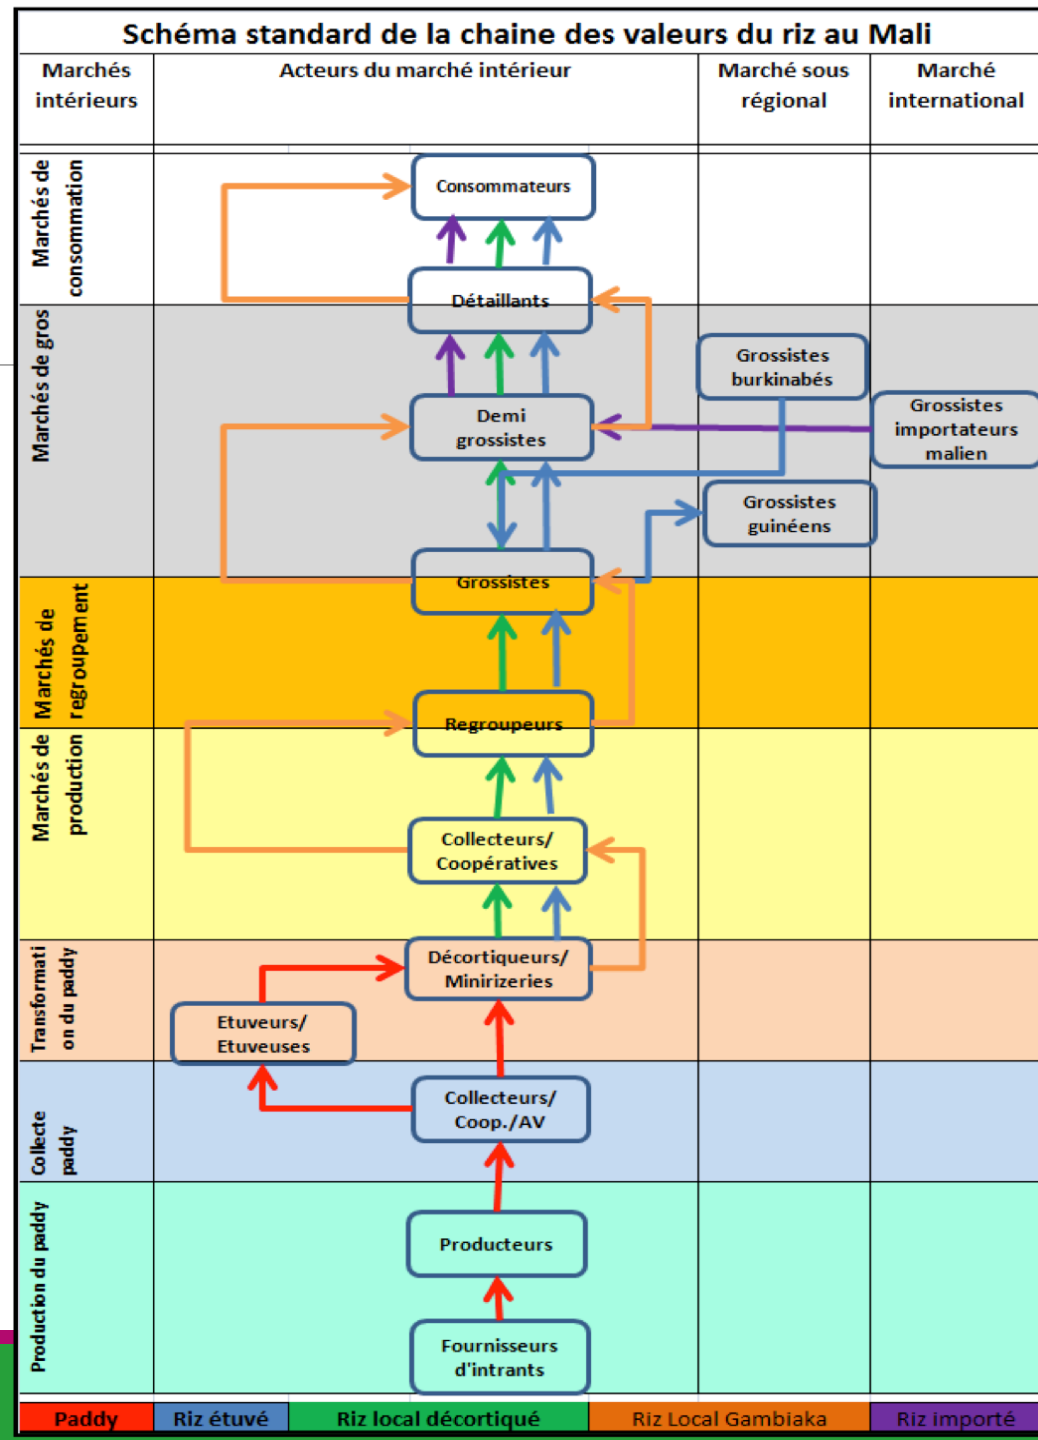 Schéma standard de la chaine des valeurs du riz au Mali
Marchés
intérieurs
Acteurs du marché intérieur
Marché sous
régional
Marché
international
Marchés de
consommation
Consommateurs
Détaillants
Marchés de gros
Grossistes
burkinabés
Demi
grossistes
Grossistes
importateurs
malien
Grossistes
guinéens
Grossistes
Marchés de
regroupement
Regroupeurs
Marchés de
production
Collecteurs/
Coopératives
Transformati
on du paddy
Décortiqueurs/
Minirizeries
Etuveurs/
Etuveuses
Collecte
paddy
Collecteurs/
Coop./AV
Production du paddy
Producteurs
Fournisseurs
d'intrants
Paddy
Riz étuvé
Riz local décortiqué
Riz Local Gambiaka
Riz importé